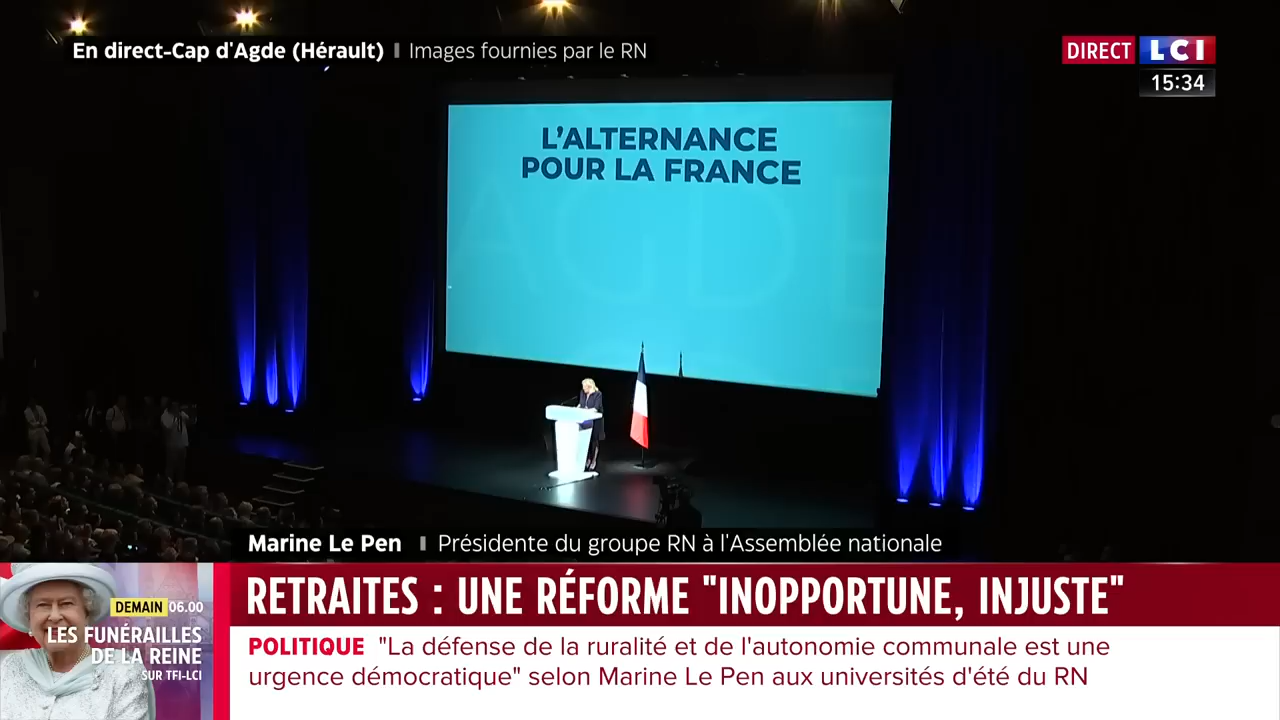 En direct-Cap d'Agde (Hérault) | Images fournies par le RN
DIRECT LCI
15:34
L'ALTERNANCE
POUR LA FRANCE
AGDE
Marine Le Pen | Présidente du groupe RN à l'Assemblée nationale
RETRAITES : UNE RÉFORME "INOPPORTUNE, INJUSTE"
DEMAIN 06.00
LES FUNÉRAILLES
DE LA REINE
SUR TF1-LCI
POLITIQUE "La défense de la ruralité et de l'autonomie communale est une
urgence démocratique" selon Marine Le Pen aux universités d'été du RN